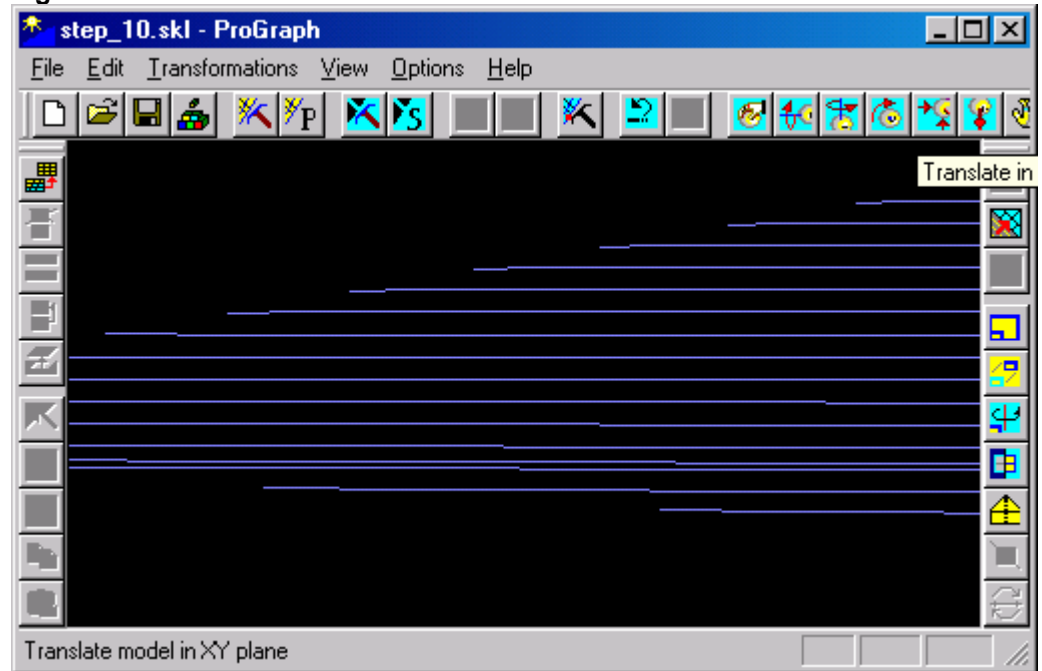 step_10.skl - ProGraph
File Edit Transformations View Options Help
P S
Translate in
Translate model in XY plane